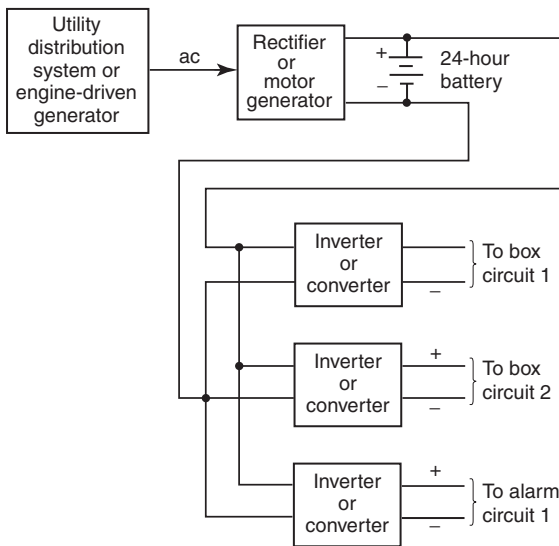 Utility
distribution
system or
engine-driven
generator
ac
Rectifier
or
motor
generator
+
–
24-hour
battery
Inverter
or
converter
–
To box
circuit 1
Inverter
or
converter
+
–
To box
circuit 2
Inverter
or
converter
+
–
To alarm
circuit 1